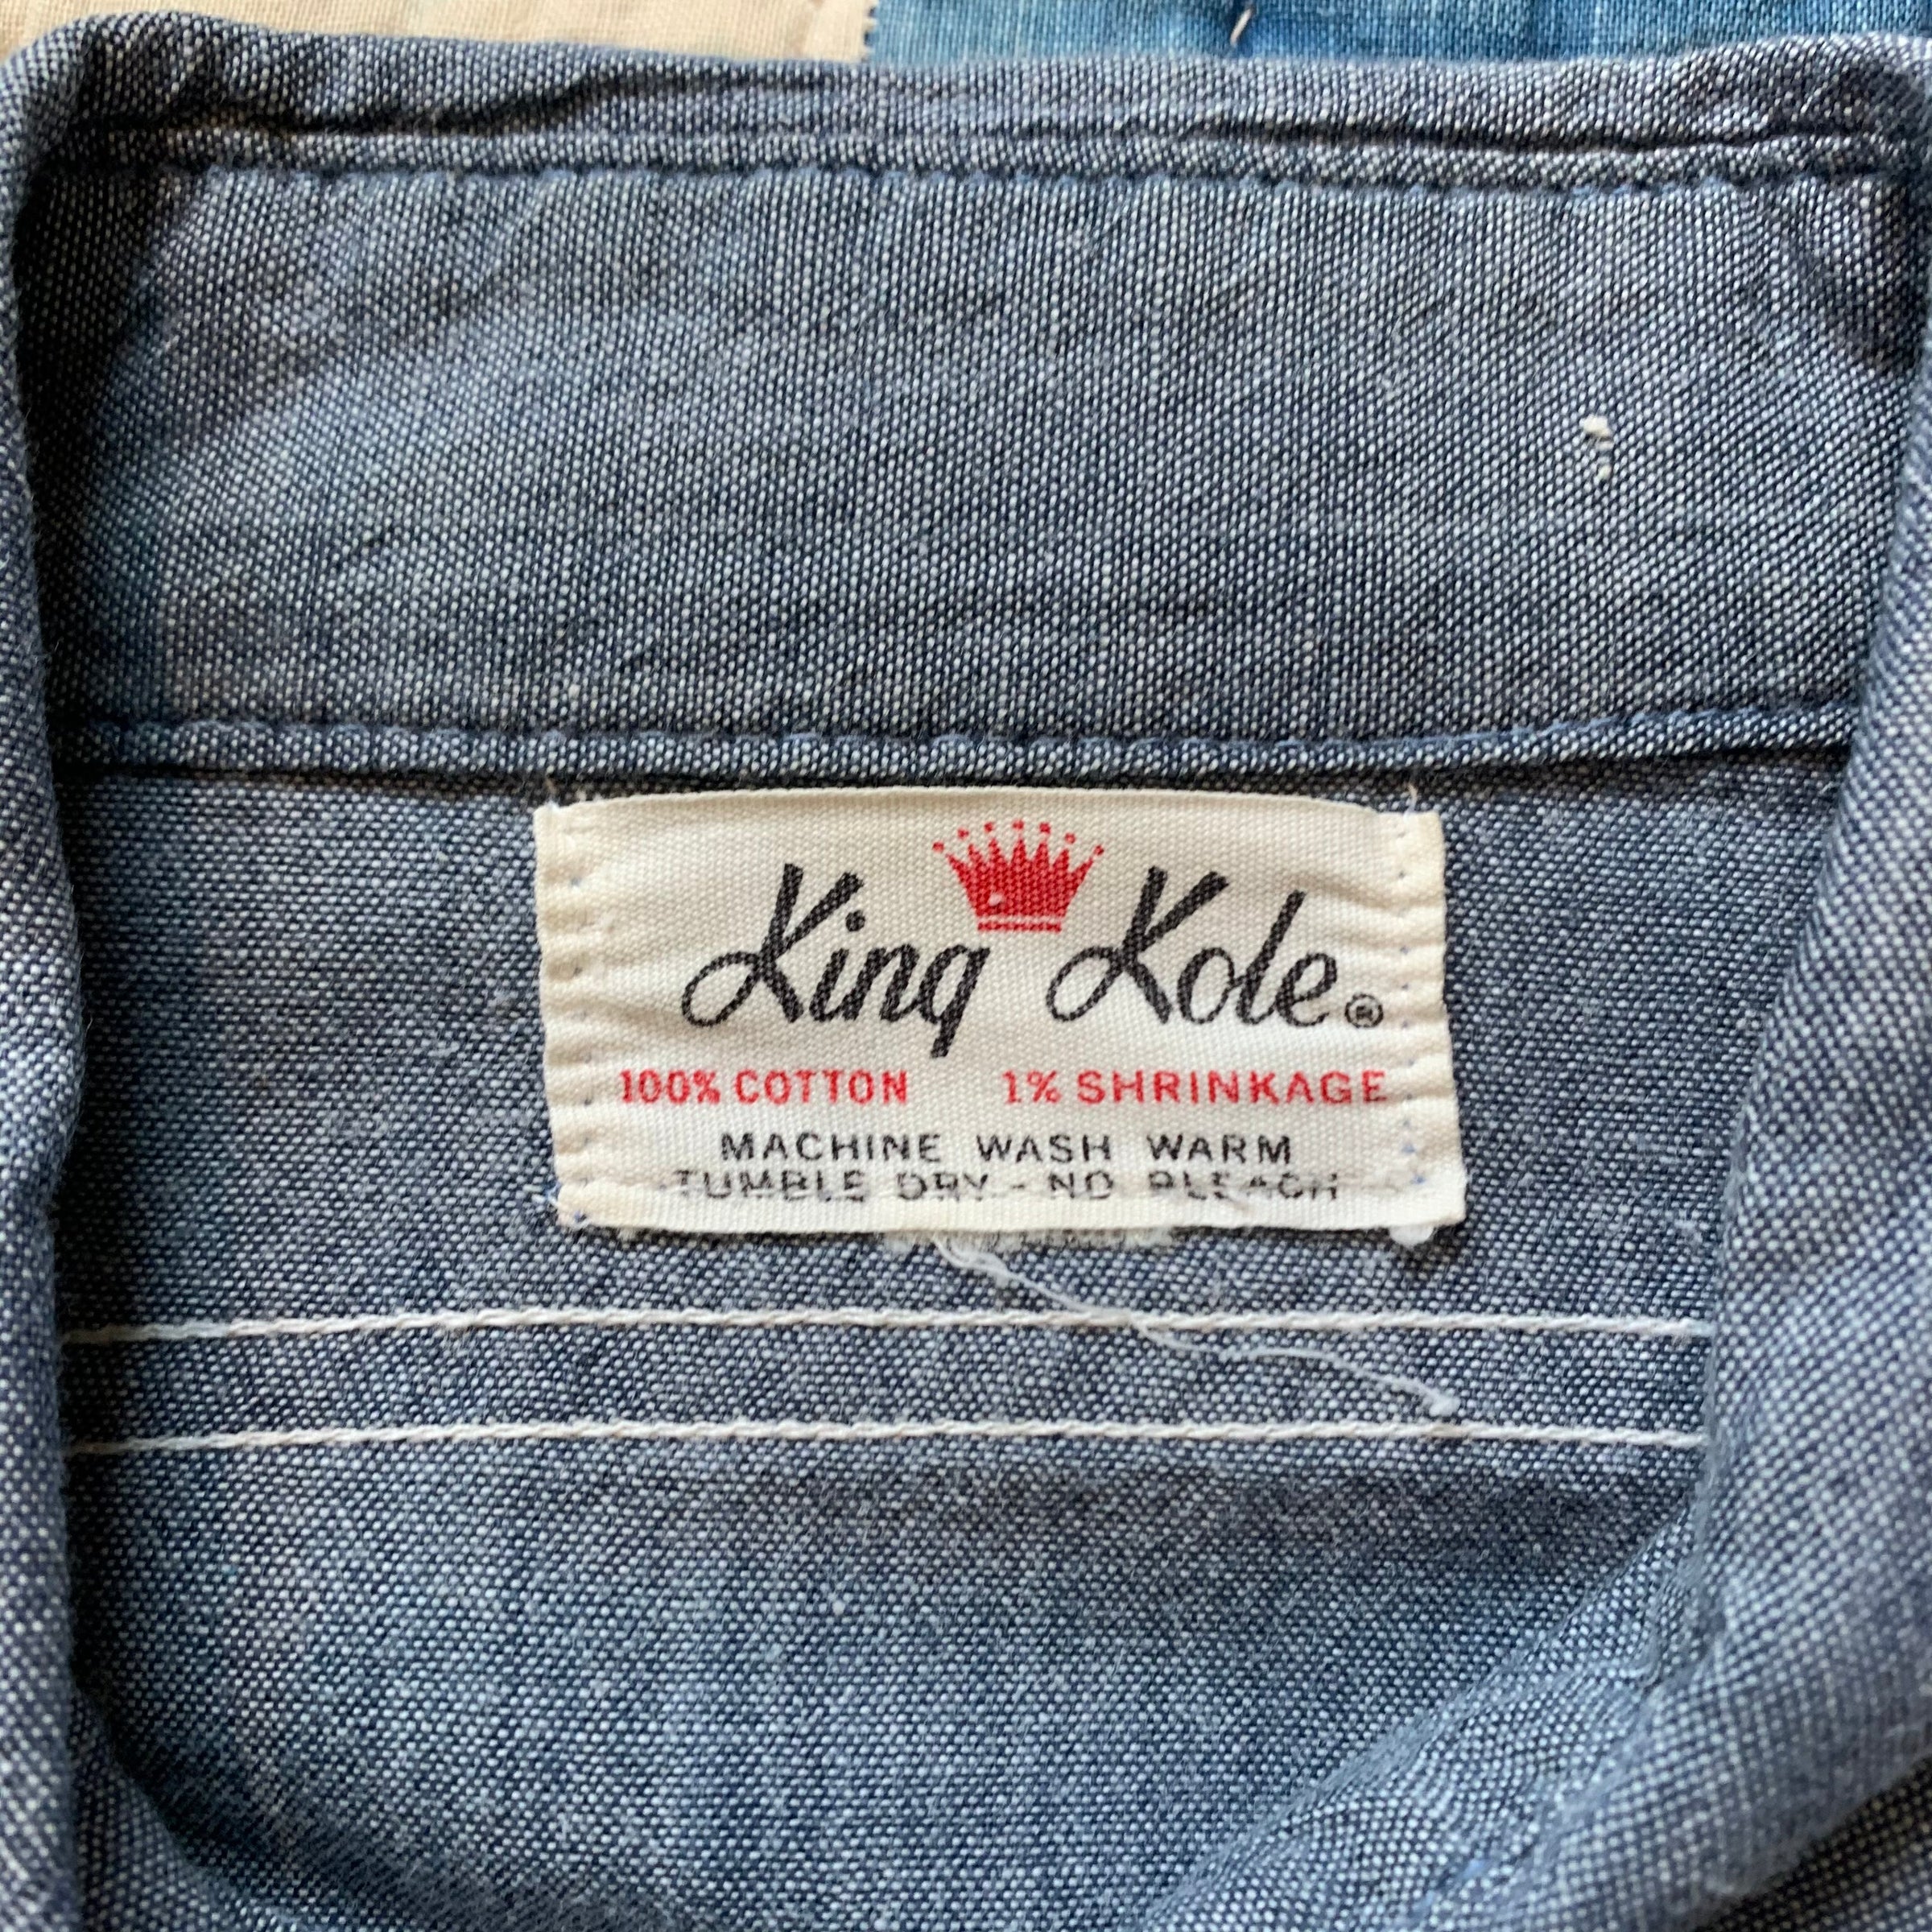 King Kole®
100% COTTON 1% SHRINKAGE
MACHINE WASH WARM
TUMBLE DRY - NO BLEACH